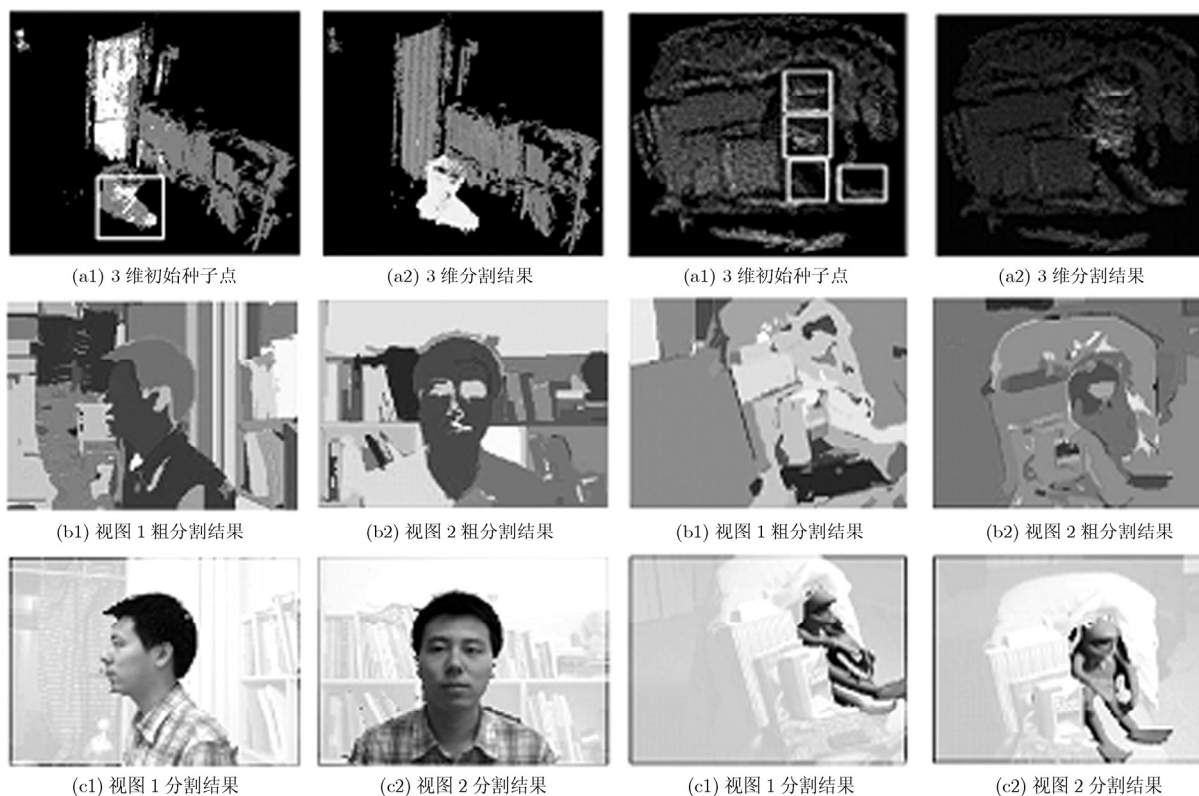 (a1) 3 维初始种子点
(a2) 3 维分割结果
(a1) 3 维初始种子点
(a2) 3 维分割结果
(b1) 视图 1 粗分割结果
(b2) 视图 2 粗分割结果
(b1) 视图 1 粗分割结果
(b2) 视图 2 粗分割结果
(c1) 视图 1 分割结果
(c2) 视图 2 分割结果
(c1) 视图 1 分割结果
(c2) 视图 2 分割结果